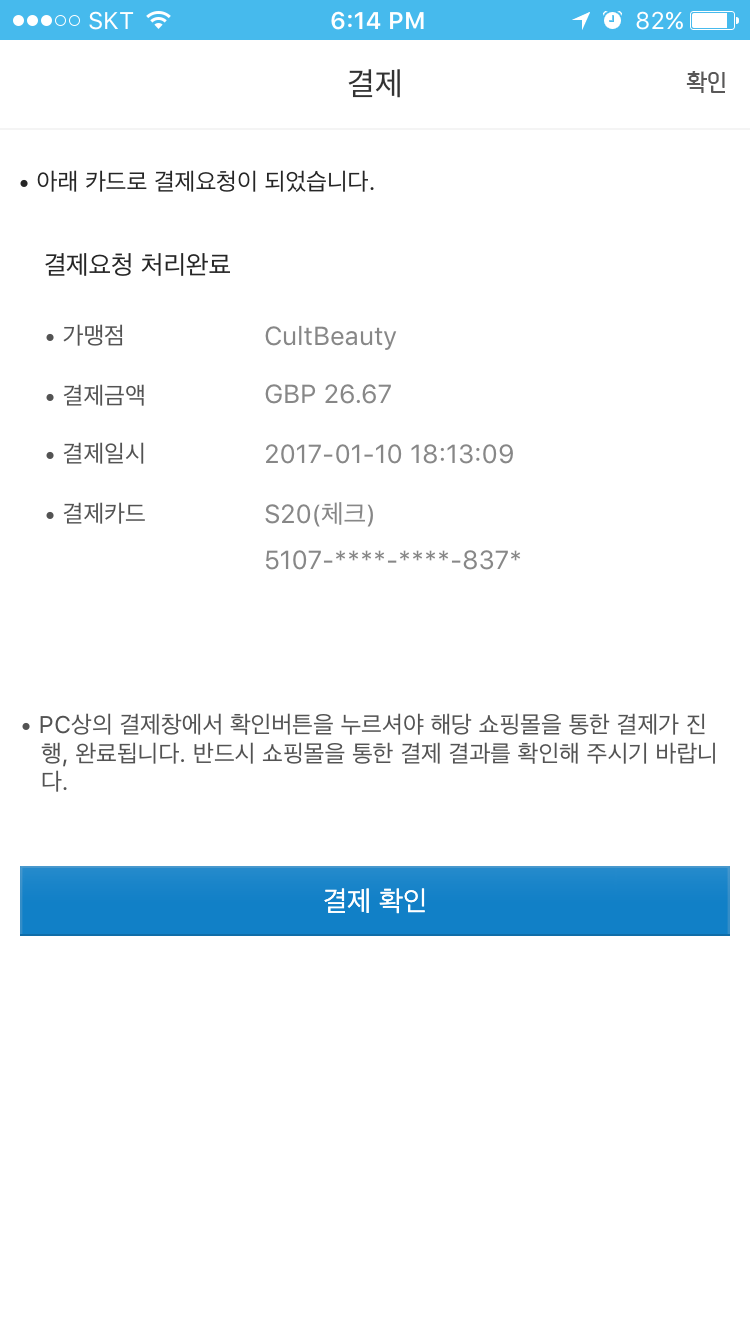 SKT 6:14 PM 82%
결제 확인
• 아래 카드로 결제요청이 되었습니다.
결제요청 처리완료
• 가맹점 CultBeauty
• 결제금액 GBP 26.67
• 결제일시 2017-01-10 18:13:09
• 결제카드 S20(체크)
5107-****-****-837*
• PC상의 결제창에서 확인버튼을 누르셔야 해당 쇼핑몰을 통한 결제가 진
행, 완료됩니다. 반드시 쇼핑몰을 통한 결제 결과를 확인해 주시기 바랍니
다.
결제 확인